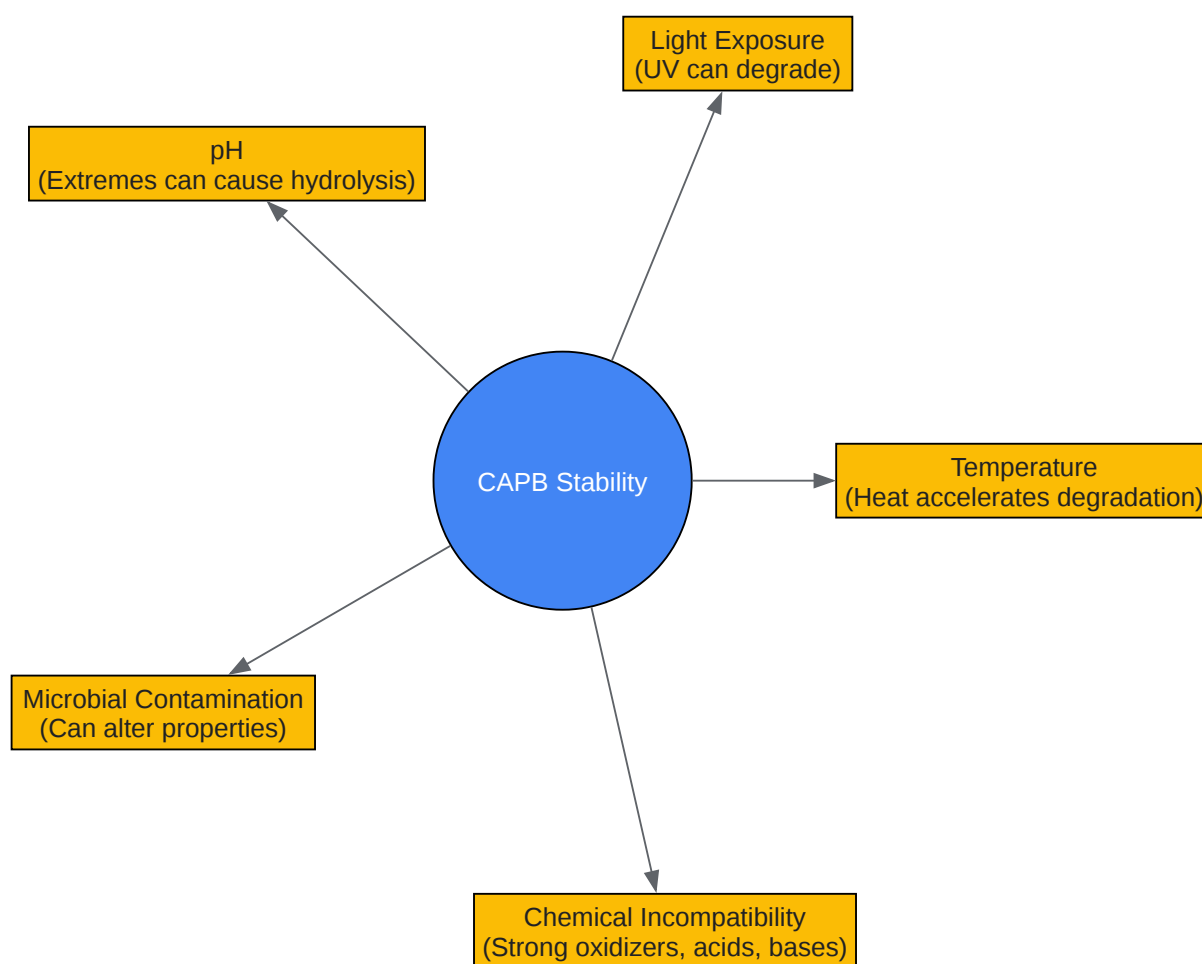 Light Exposure
(UV can degrade)
pH
(Extremes can cause hydrolysis)
Temperature
(Heat accelerates degradation)
CAPB Stability
Microbial Contamination
(Can alter properties)
Chemical Incompatibility
(Strong oxidizers, acids, bases)